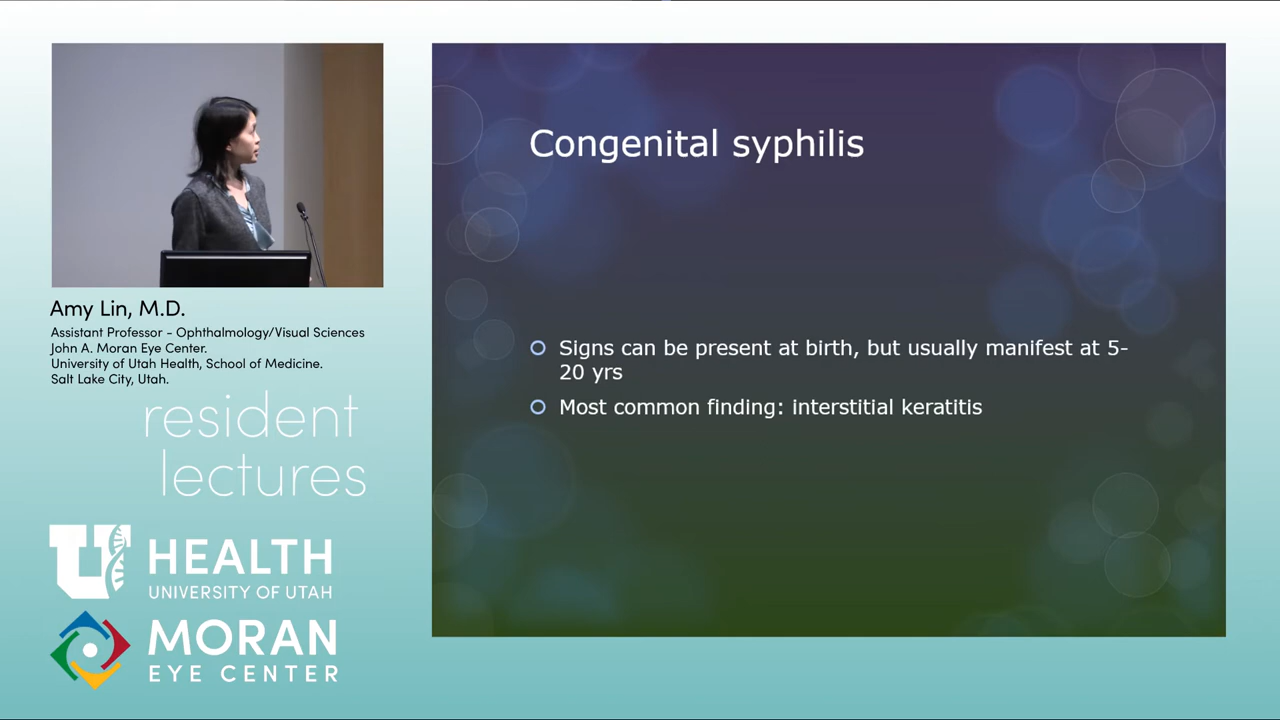 Amy Lin, M.D.
Assistant Professor - Ophthalmology/Visual Sciences
John A. Moran Eye Center.
University of Utah Health, School of Medicine.
Salt Lake City, Utah.
resident
lectures
U HEALTH
UNIVERSITY OF UTAH
MORAN
EYE CENTER
Congenital syphilis
Signs can be present at birth, but usually manifest at 5-
20 yrs
Most common finding: interstitial keratitis